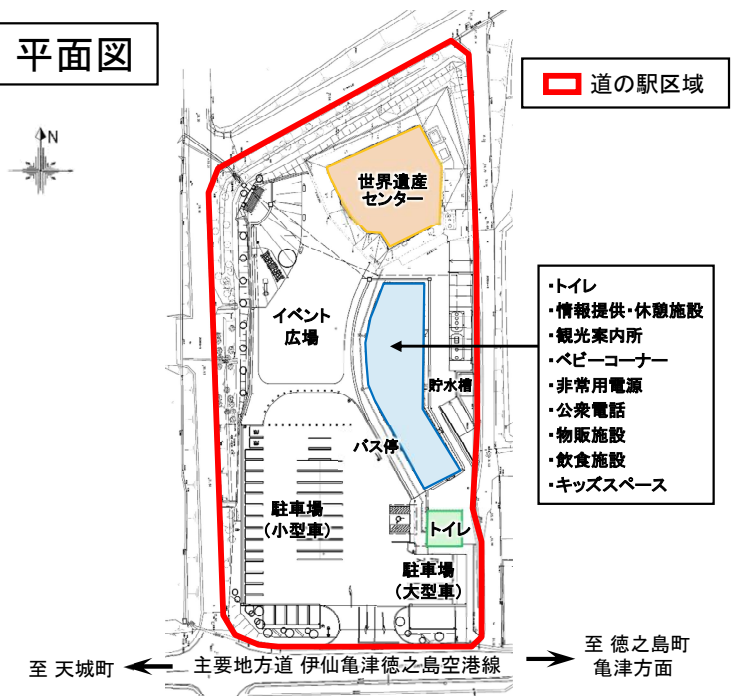 平面図
道の駅区域
N
世界遺産
センター
イベント
広場
・トイレ
・情報提供・休憩施設
・観光案内所
・ベビーコーナー
・非常用電源
・公衆電話
・物販施設
・飲食施設
・キッズスペース
貯水槽
バス停
駐車場
(小型車)
トイレ
駐車場
(大型車)
至 天城町
主要地方道 伊仙亀津徳之島空港線
至 徳之島町
亀津方面